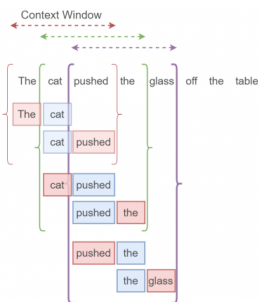 Context Window
The cat pushed the glass off the table
The cat
cat pushed
cat pushed
pushed the
pushed the
the glass